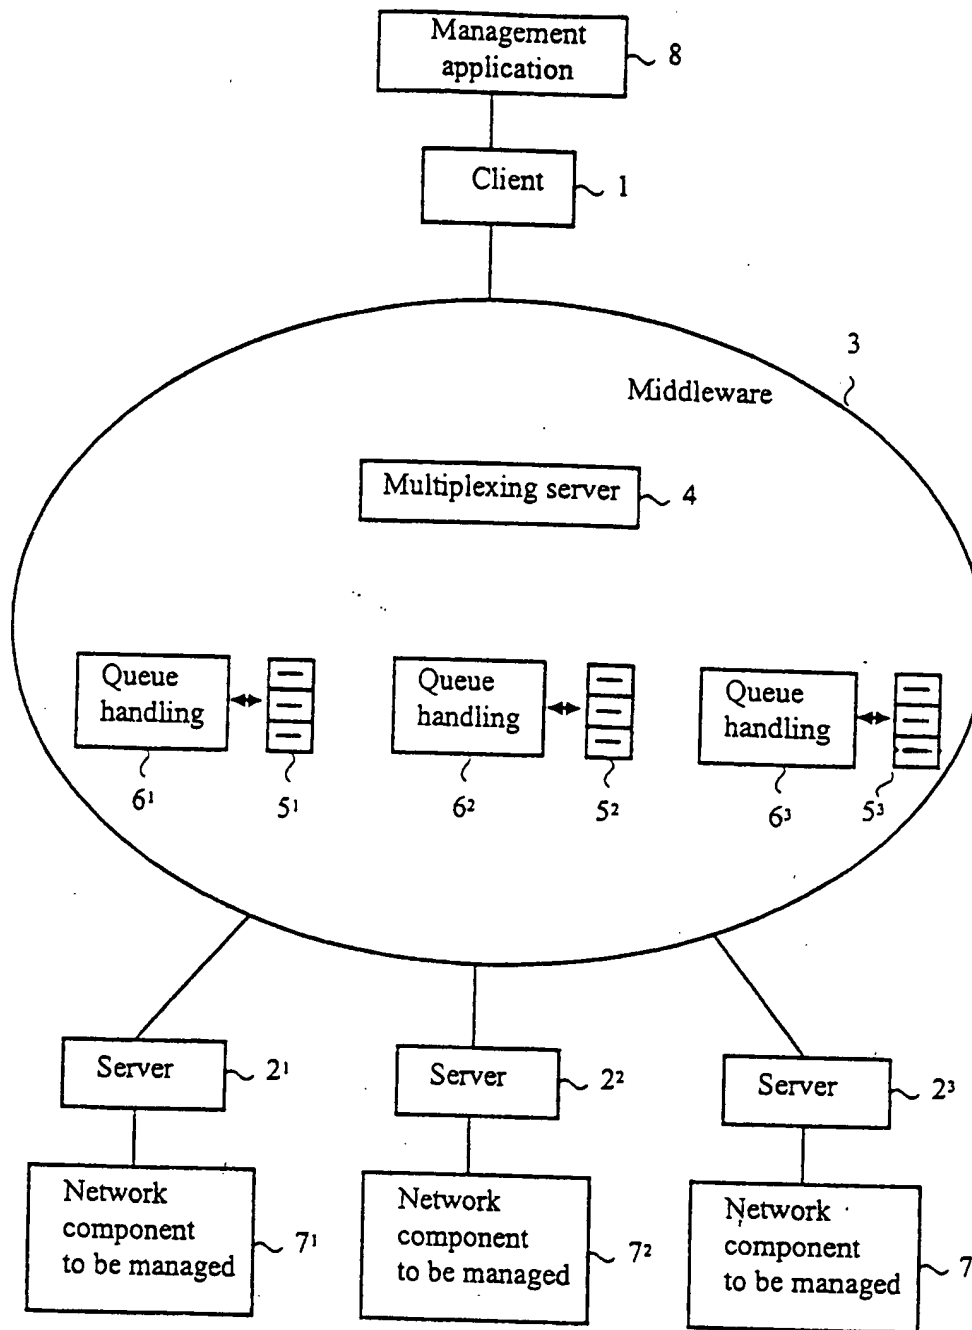 Management
application
8
Client
1
3
Middleware
Multiplexing server
4
Queue
handling
Queue
handling
Queue
handling
6¹
5¹
6²
5²
6³
5³
Server
2¹
Server
2²
Server
2³
Network
component
to be managed
7¹
Network
component
to be managed
7²
Network
component
to be managed
7